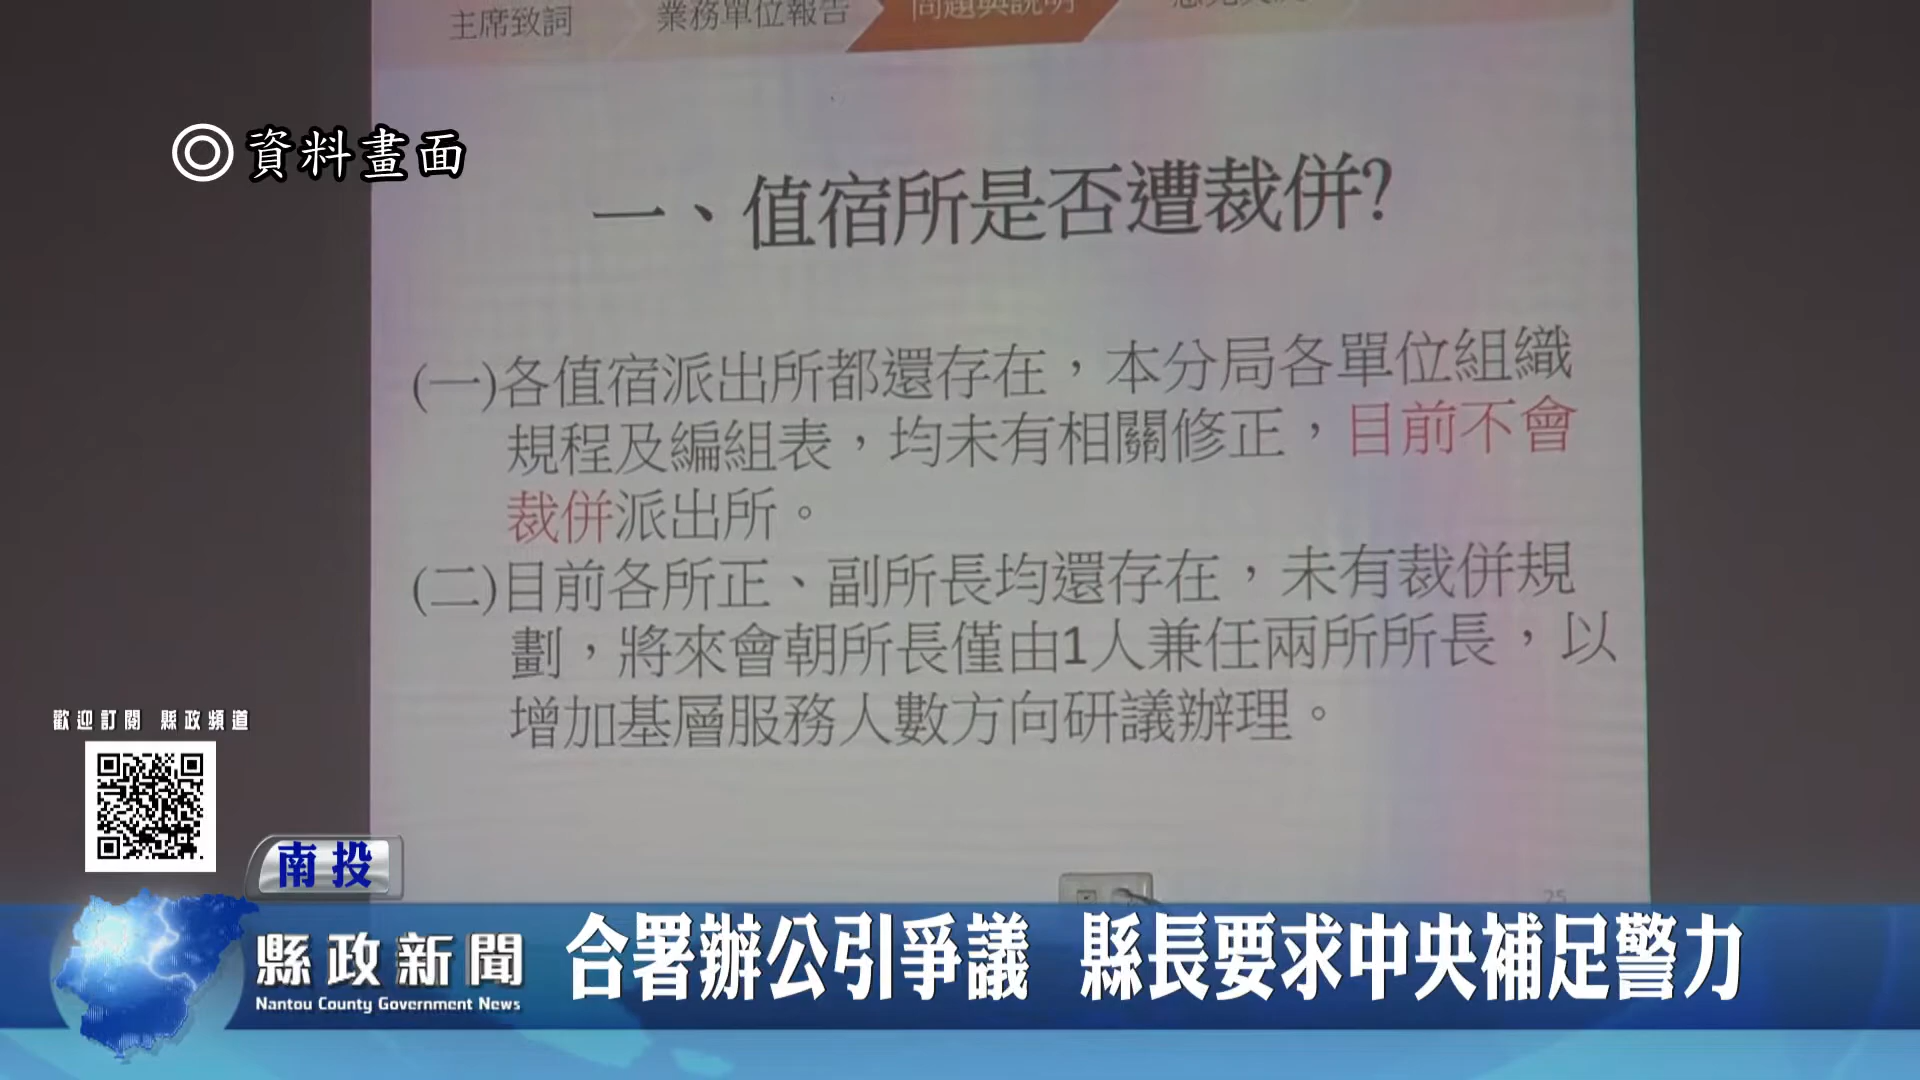 主席致詞
業務單位報告
問題與說明
◎資料畫面
一、值宿所是否遭裁併?
(一)各值宿派出所都還存在，本分局各單位組織
規程及編組表，均未有相關修正，目前不會
裁併派出所。
(二)目前各所正、副所長均還存在，未有裁併規
劃，將來會朝所長僅由1人兼任兩所所長，以
增加基層服務人數方向研議辦理。
25
歡迎訂閱 縣政頻道
南投
縣政新聞
Nantou County Government News
合署辦公引爭議 縣長要求中央補足警力